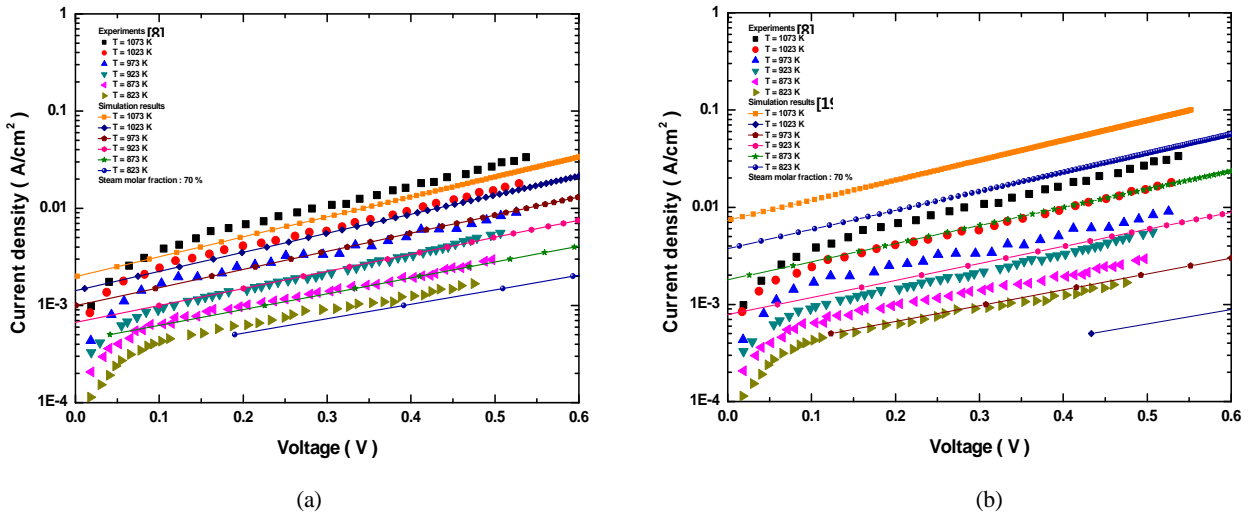 Current density ( A/cm²)
1
0.1
0.01
1E-3
1E-4
Experiments [8]
T = 1073 K
T = 1023 K
T = 973 K
T = 923 K
T = 873 K
T = 823 K
Simulation results
T = 1073 K
T = 1023 K
T = 973 K
T = 923 K
T = 873 K
T = 823 K
Steam molar fraction : 70 %
0.0 0.1 0.2 0.3 0.4 0.5 0.6
Voltage ( V )
(a)
Current density ( A/cm²)
1
0.1
0.01
1E-3
1E-4
Experiments [8]
T = 1073 K
T = 1023 K
T = 973 K
T = 923 K
T = 873 K
T = 823 K
Simulation results
T = 1073 K
T = 1023 K
T = 973 K
T = 923 K
T = 873 K
T = 823 K
Steam molar fraction : 70 %
0.0 0.1 0.2 0.3 0.4 0.5 0.6
Voltage ( V )
(b)